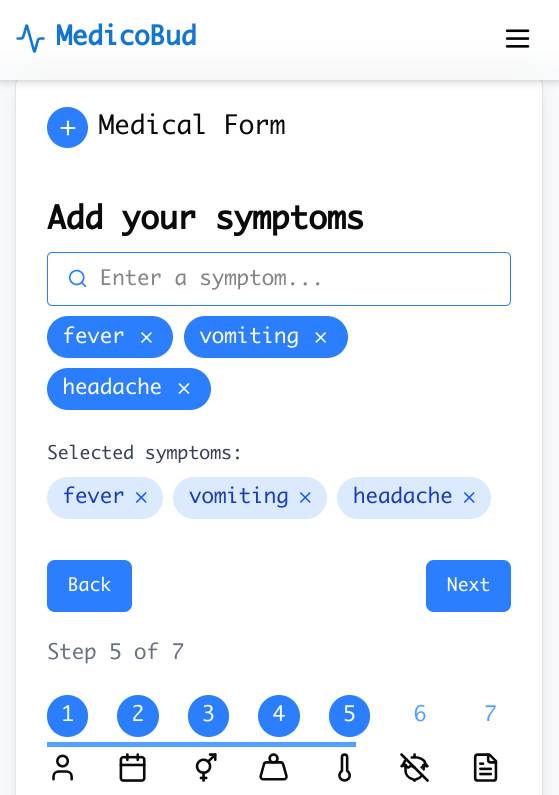 MedicoBud
Medical Form
Add your symptoms
Enter a symptom...
fever × vomiting ×
headache ×
Selected symptoms:
fever × vomiting × headache ×
Back Next
Step 5 of 7
1 2 3 4 5 6 7